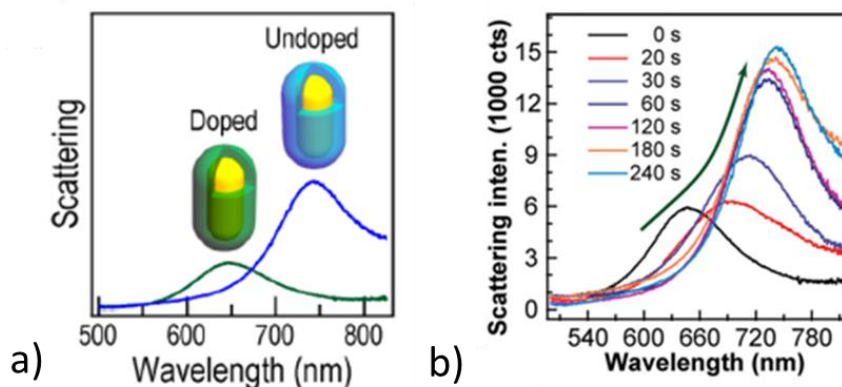 Scattering
Undoped
Doped
500 600 700 800
Wavelength (nm)
a)
Scattering inten. (1000 cts)
15
12
9
6
3
0
0 s
20 s
30 s
60 s
120 s
180 s
240 s
540 600 660 720 780
Wavelength (nm)
b)